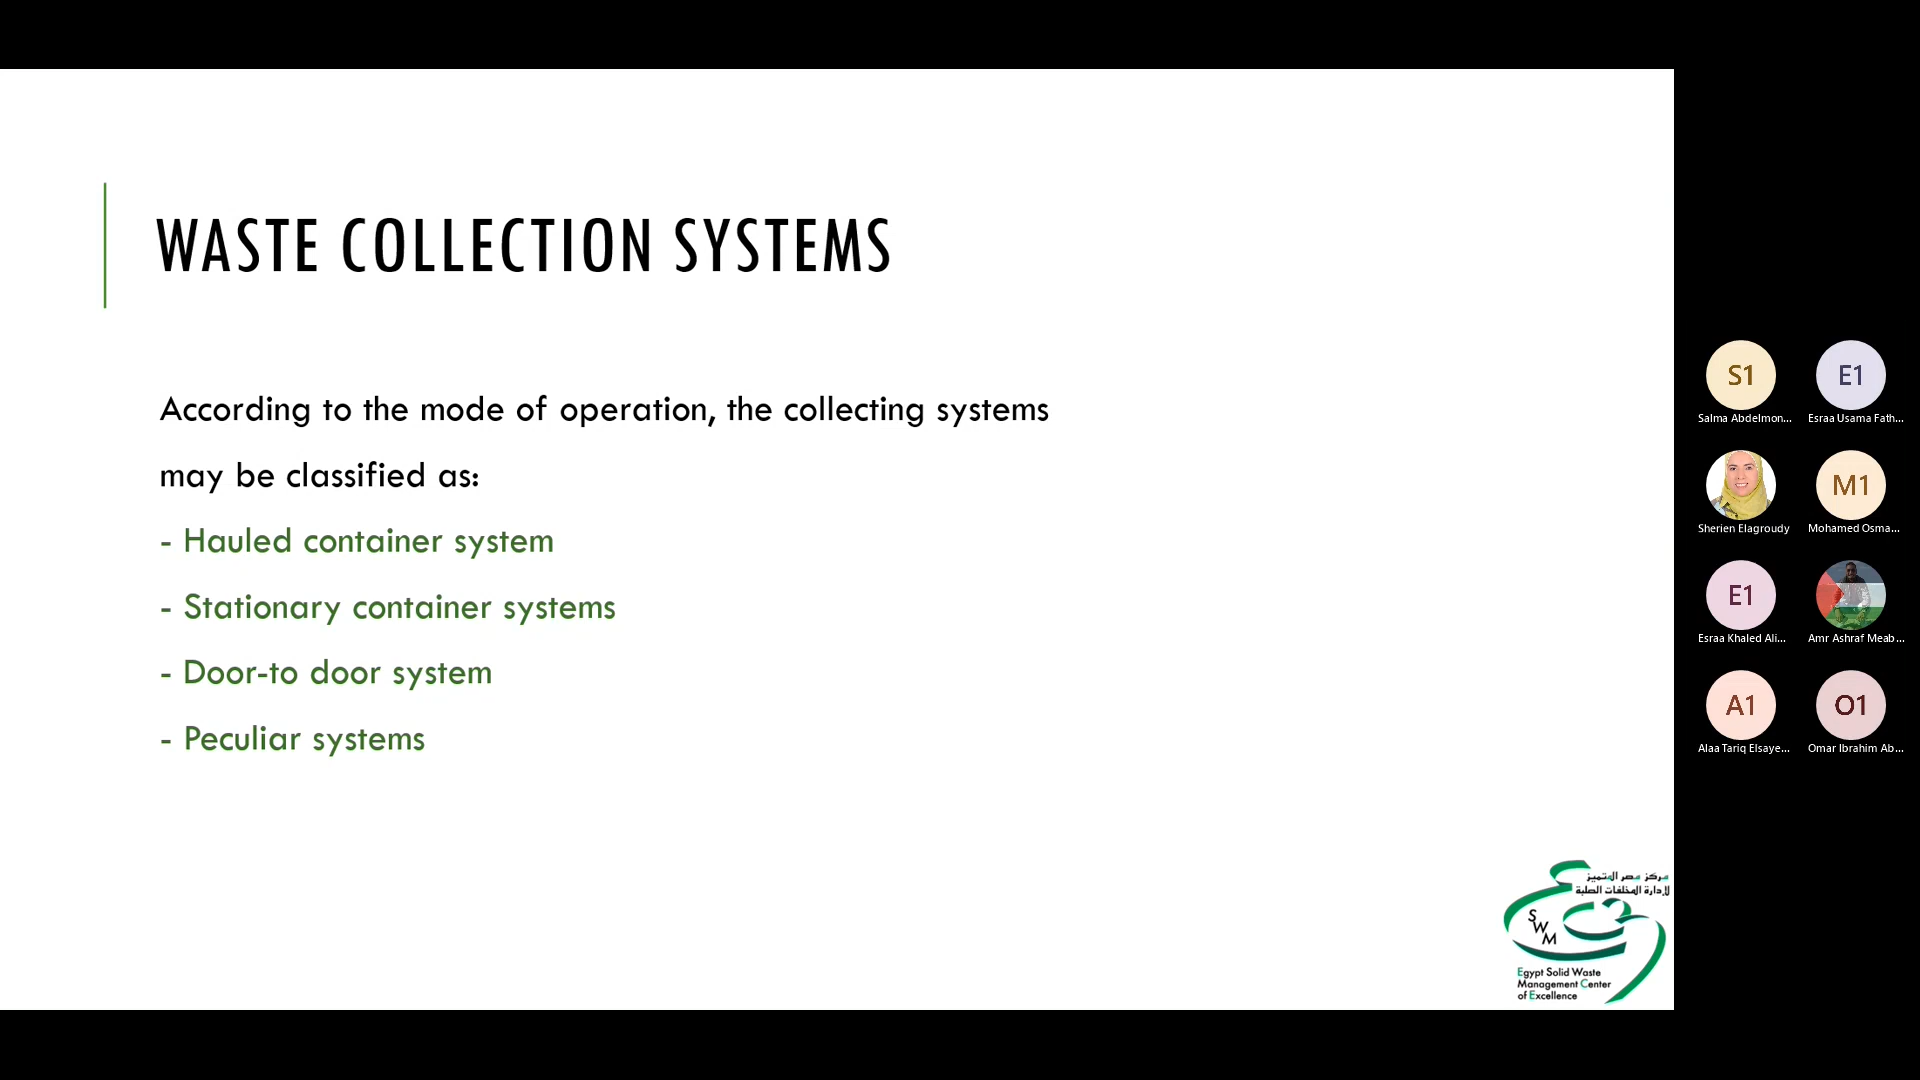 WASTE COLLECTION SYSTEMS
According to the mode of operation, the collecting systems
may be classified as:
- Hauled container system
- Stationary container systems
- Door-to door system
- Peculiar systems
مركز مصر المتميز
لإدارة المخلفات الصلبة
SWM
Egypt Solid Waste
Management Center
of Excellence
S1
E1
Salma Abdelmon...
Esraa Usama Fath...
M1
Sherien Elagroudy
Mohamed Osma...
E1
Esraa Khaled Ali...
Amr Ashraf Meab...
A1
O1
Alaa Tariq Elsaye...
Omar Ibrahim Ab...